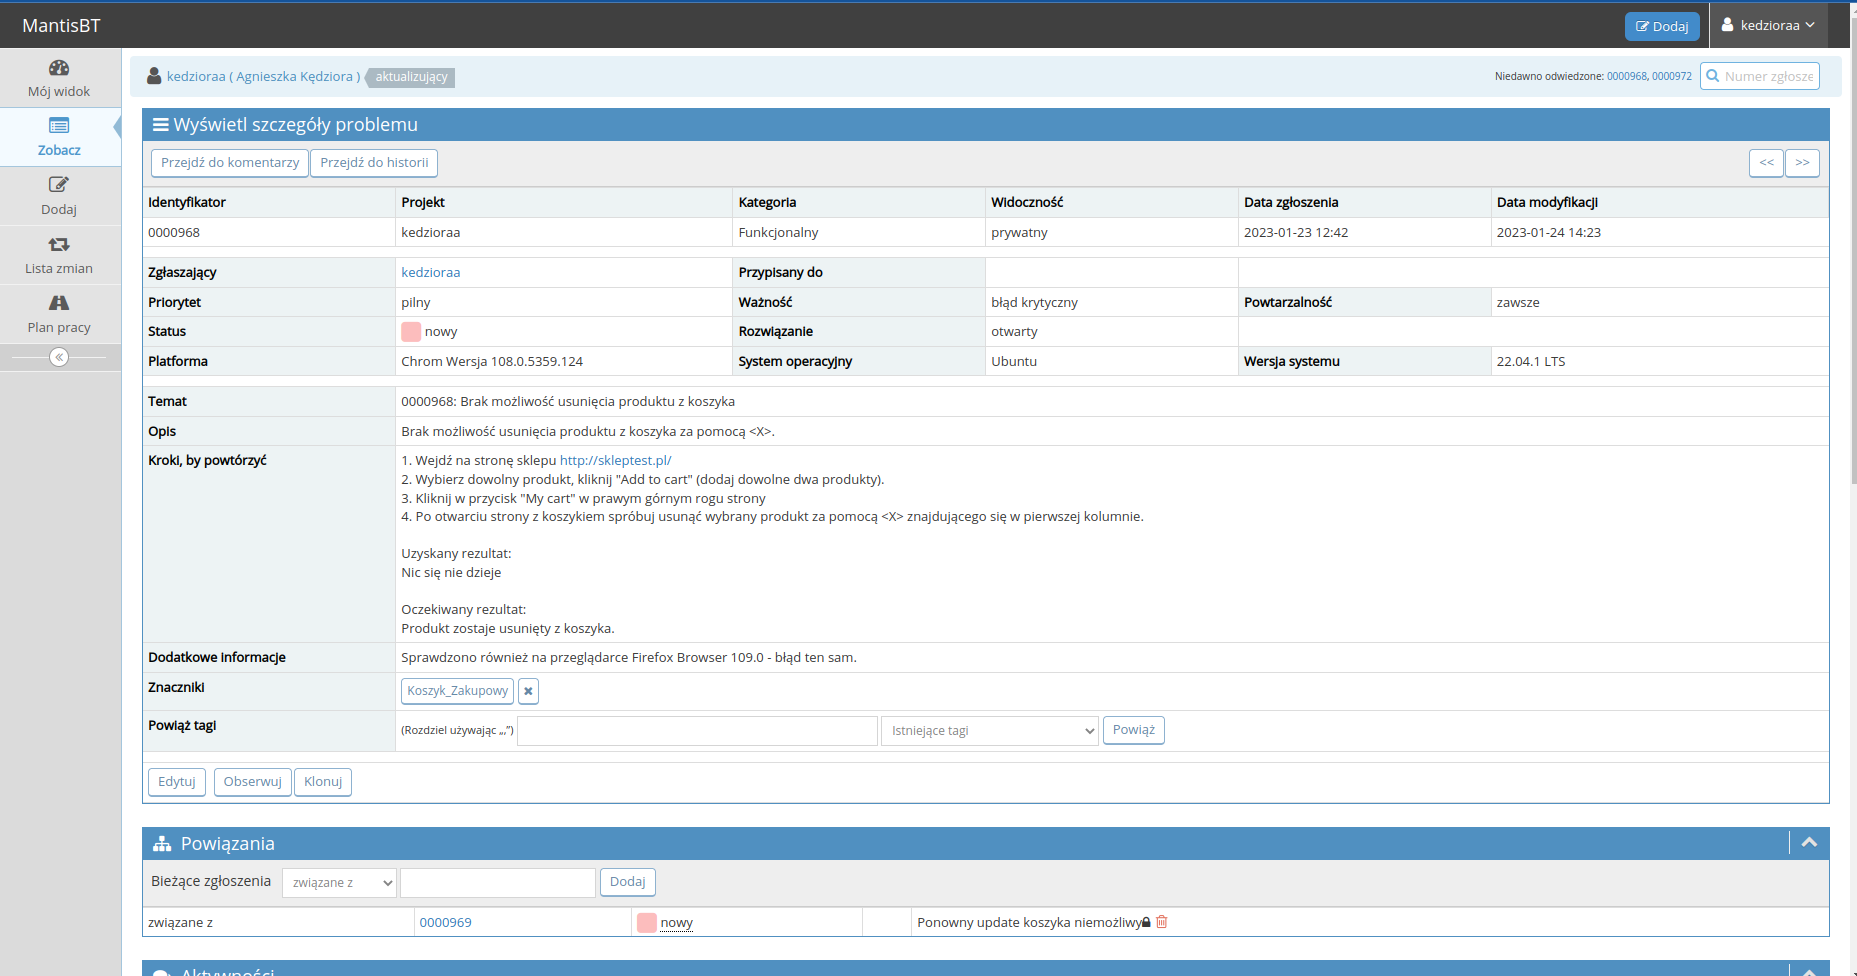 MantisBT
Dodaj
kedzioraa
Mój widok
Zobacz
Dodaj
Lista zmian
Plan pracy
kedzioraa ( Agnieszka Kędziora ) aktualizujący
Niedawno odwiedzone: 0000968, 0000972
Numer zgłosze
Wyświetl szczegóły problemu
Przejdź do komentarzy Przejdź do historii
<< >>
Identyfikator Projekt Kategoria Widoczność Data zgłoszenia Data modyfikacji
0000968 kedzioraa Funkcjonalny prywatny 2023-01-23 12:42 2023-01-24 14:23
Zgłaszający kedzioraa Przypisany do
Priorytet pilny Ważność błąd krytyczny Powtarzalność zawsze
Status nowy Rozwiązanie otwarty
Platforma Chrom Wersja 108.0.5359.124 System operacyjny Ubuntu Wersja systemu 22.04.1 LTS
Temat 0000968: Brak możliwość usunięcia produktu z koszyka
Opis Brak możliwość usunięcia produktu z koszyka za pomocą <X>.
Kroki, by powtórzyć 1. Wejdź na stronę sklepu http://skleptest.pl/
2. Wybierz dowolny produkt, kliknij "Add to cart" (dodaj dowolne dwa produkty).
3. Kliknij w przycisk "My cart" w prawym górnym rogu strony
4. Po otwarciu strony z koszykiem spróbuj usunąć wybrany produkt za pomocą <X> znajdującego się w pierwszej kolumnie.
Uzyskany rezultat:
Nic się nie dzieje
Oczekiwany rezultat:
Produkt zostaje usunięty z koszyka.
Dodatkowe informacje Sprawdzono również na przeglądarce Firefox Browser 109.0 - błąd ten sam.
Znaczniki Koszyk_Zakupowy
Powiąż tagi (Rozdziel używając „,”) Istniejące tagi Powiąż
Edytuj Obserwuj Klonuj
Powiązania
Bieżące zgłoszenia związane z Dodaj
związane z 0000969 nowy Ponowny update koszyka niemożliwy
Aktywności